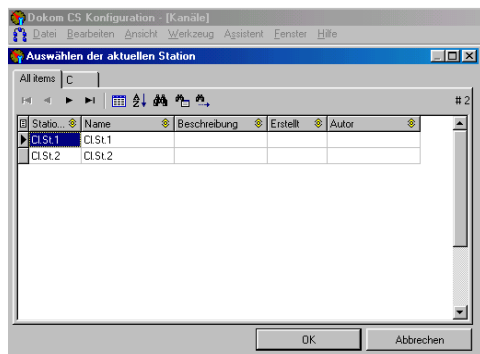 Dokom CS Konfiguration - [Kanäle]
Datei Bearbeiten Ansicht Werkzeug Assistent Fenster Hilfe
Auswählen der aktuellen Station
All items C
# 2
Statio... Name Beschreibung Erstellt Autor
Cl.St.1 Cl.St.1
Cl.St.2 Cl.St.2
OK Abbrechen